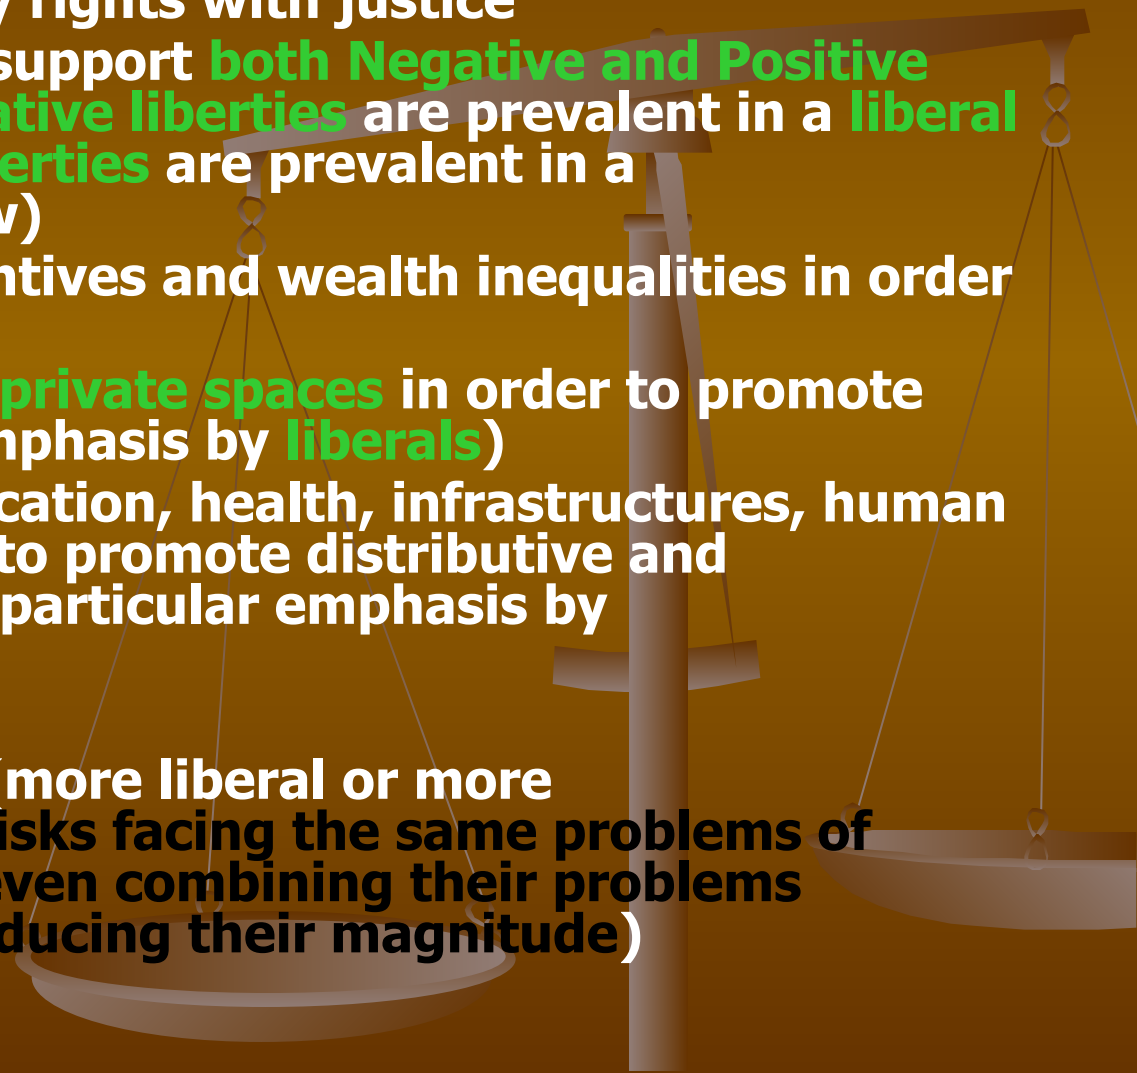 rights with justice
support both Negative and Positive
ative liberties are prevalent in a liberal
erties are prevalent in a
w)
ntives and wealth inequalities in order
private spaces in order to promote
mphasis by liberals)
cation, health, infrastructures, human
to promote distributive and
particular emphasis by
(more liberal or more
isks facing the same problems of
even combining their problems
ducing their magnitude)